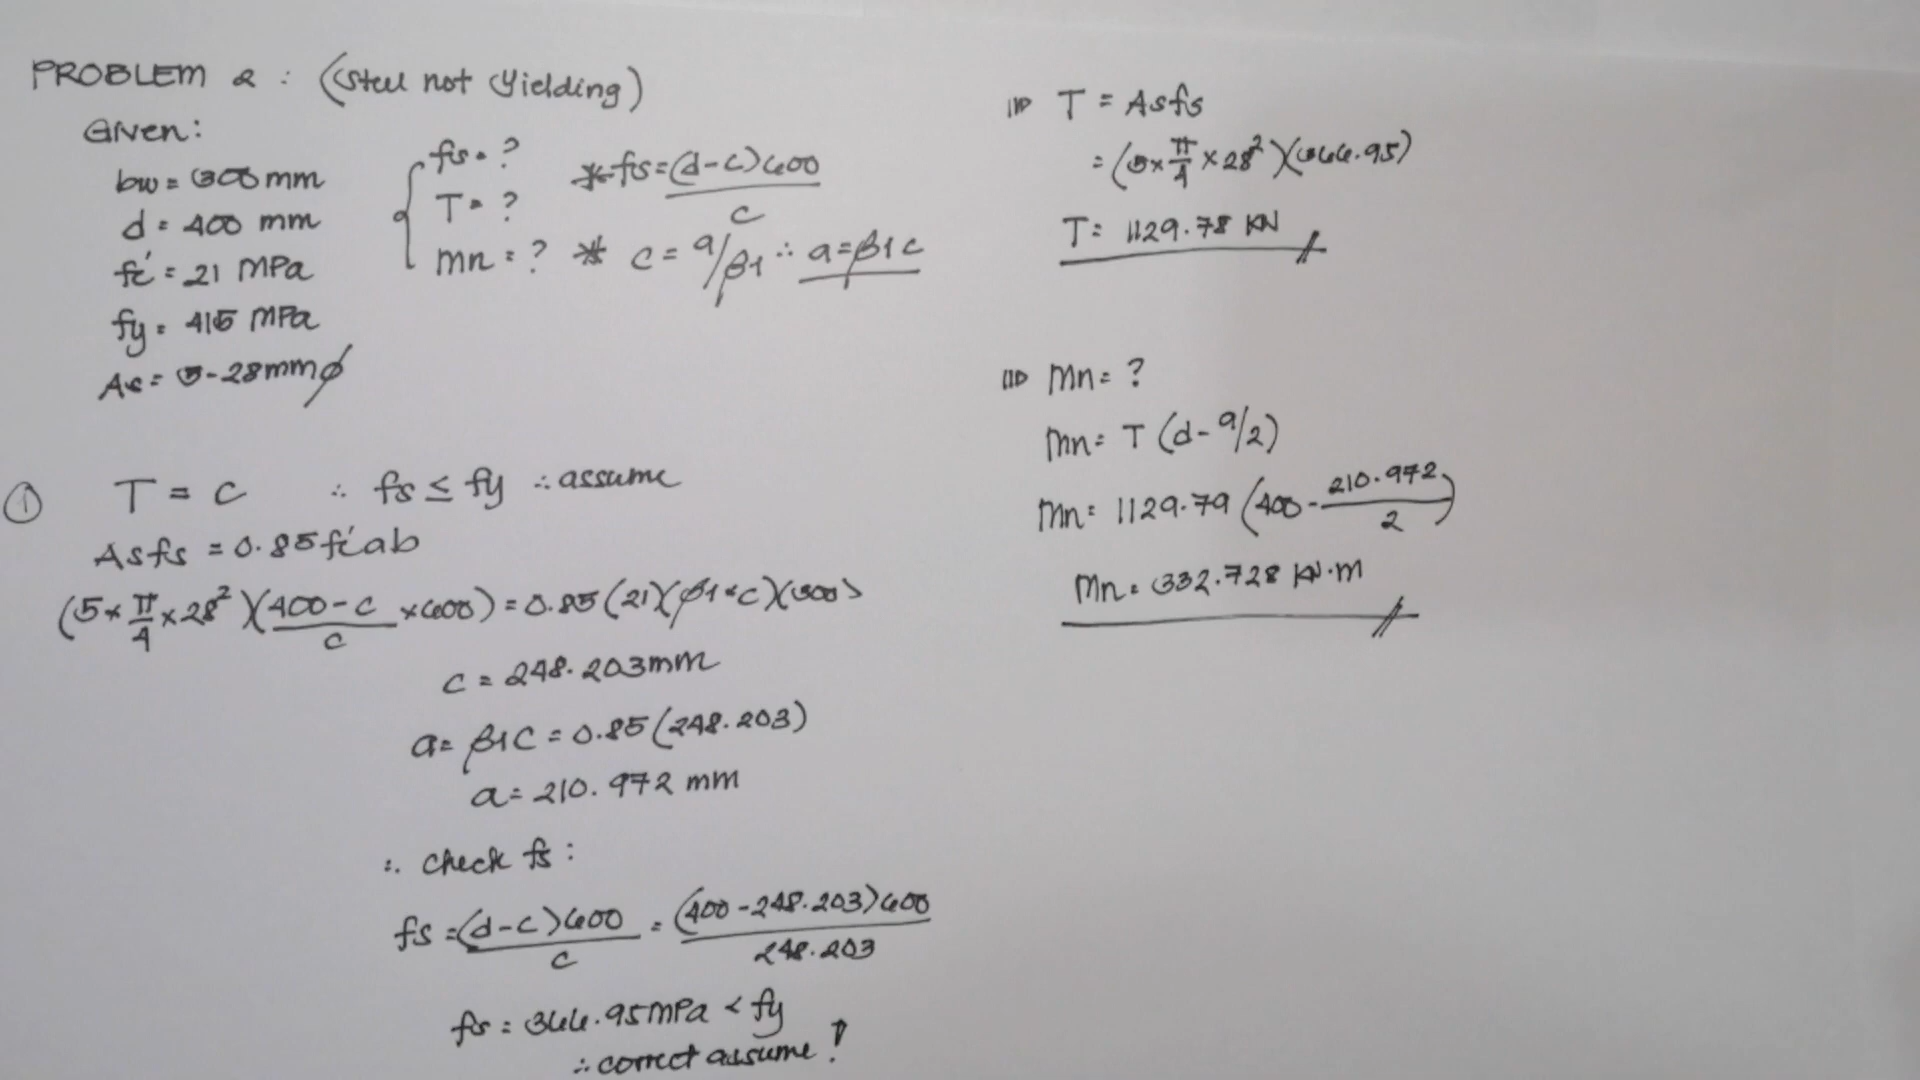 PROBLEM 2 : (Steel not Yielding)
Given:
bw = 300 mm
d = 400 mm
fc' = 21 MPa
fy = 415 MPa
As = 5-28mmϕ
fs = ?
T = ?
Mn = ?
* fs = (d-c)600 / c
* c = a/β1 ∴ a = β1c
① T = C ∴ fs ≤ fy ∴ assume
Asfs = 0.85fc'ab
(5 × π/4 × 28²)(400-c / c × 600) = 0.85(21)(β1*c)(300)
c = 248.203mm
a = β1C = 0.85(248.203)
a = 210.972 mm
∴ check fs :
fs = (d-c)600 / c = (400-248.203)600 / 248.203
fs = 366.95MPa < fy
∴ correct assume!
T = Asfs
= (5×π/4×28²)(366.95)
T = 1129.78 KN
Mn = ?
Mn = T (d-a/2)
Mn = 1129.79 (400 - 210.972 / 2)
Mn = 332.728 KN.m